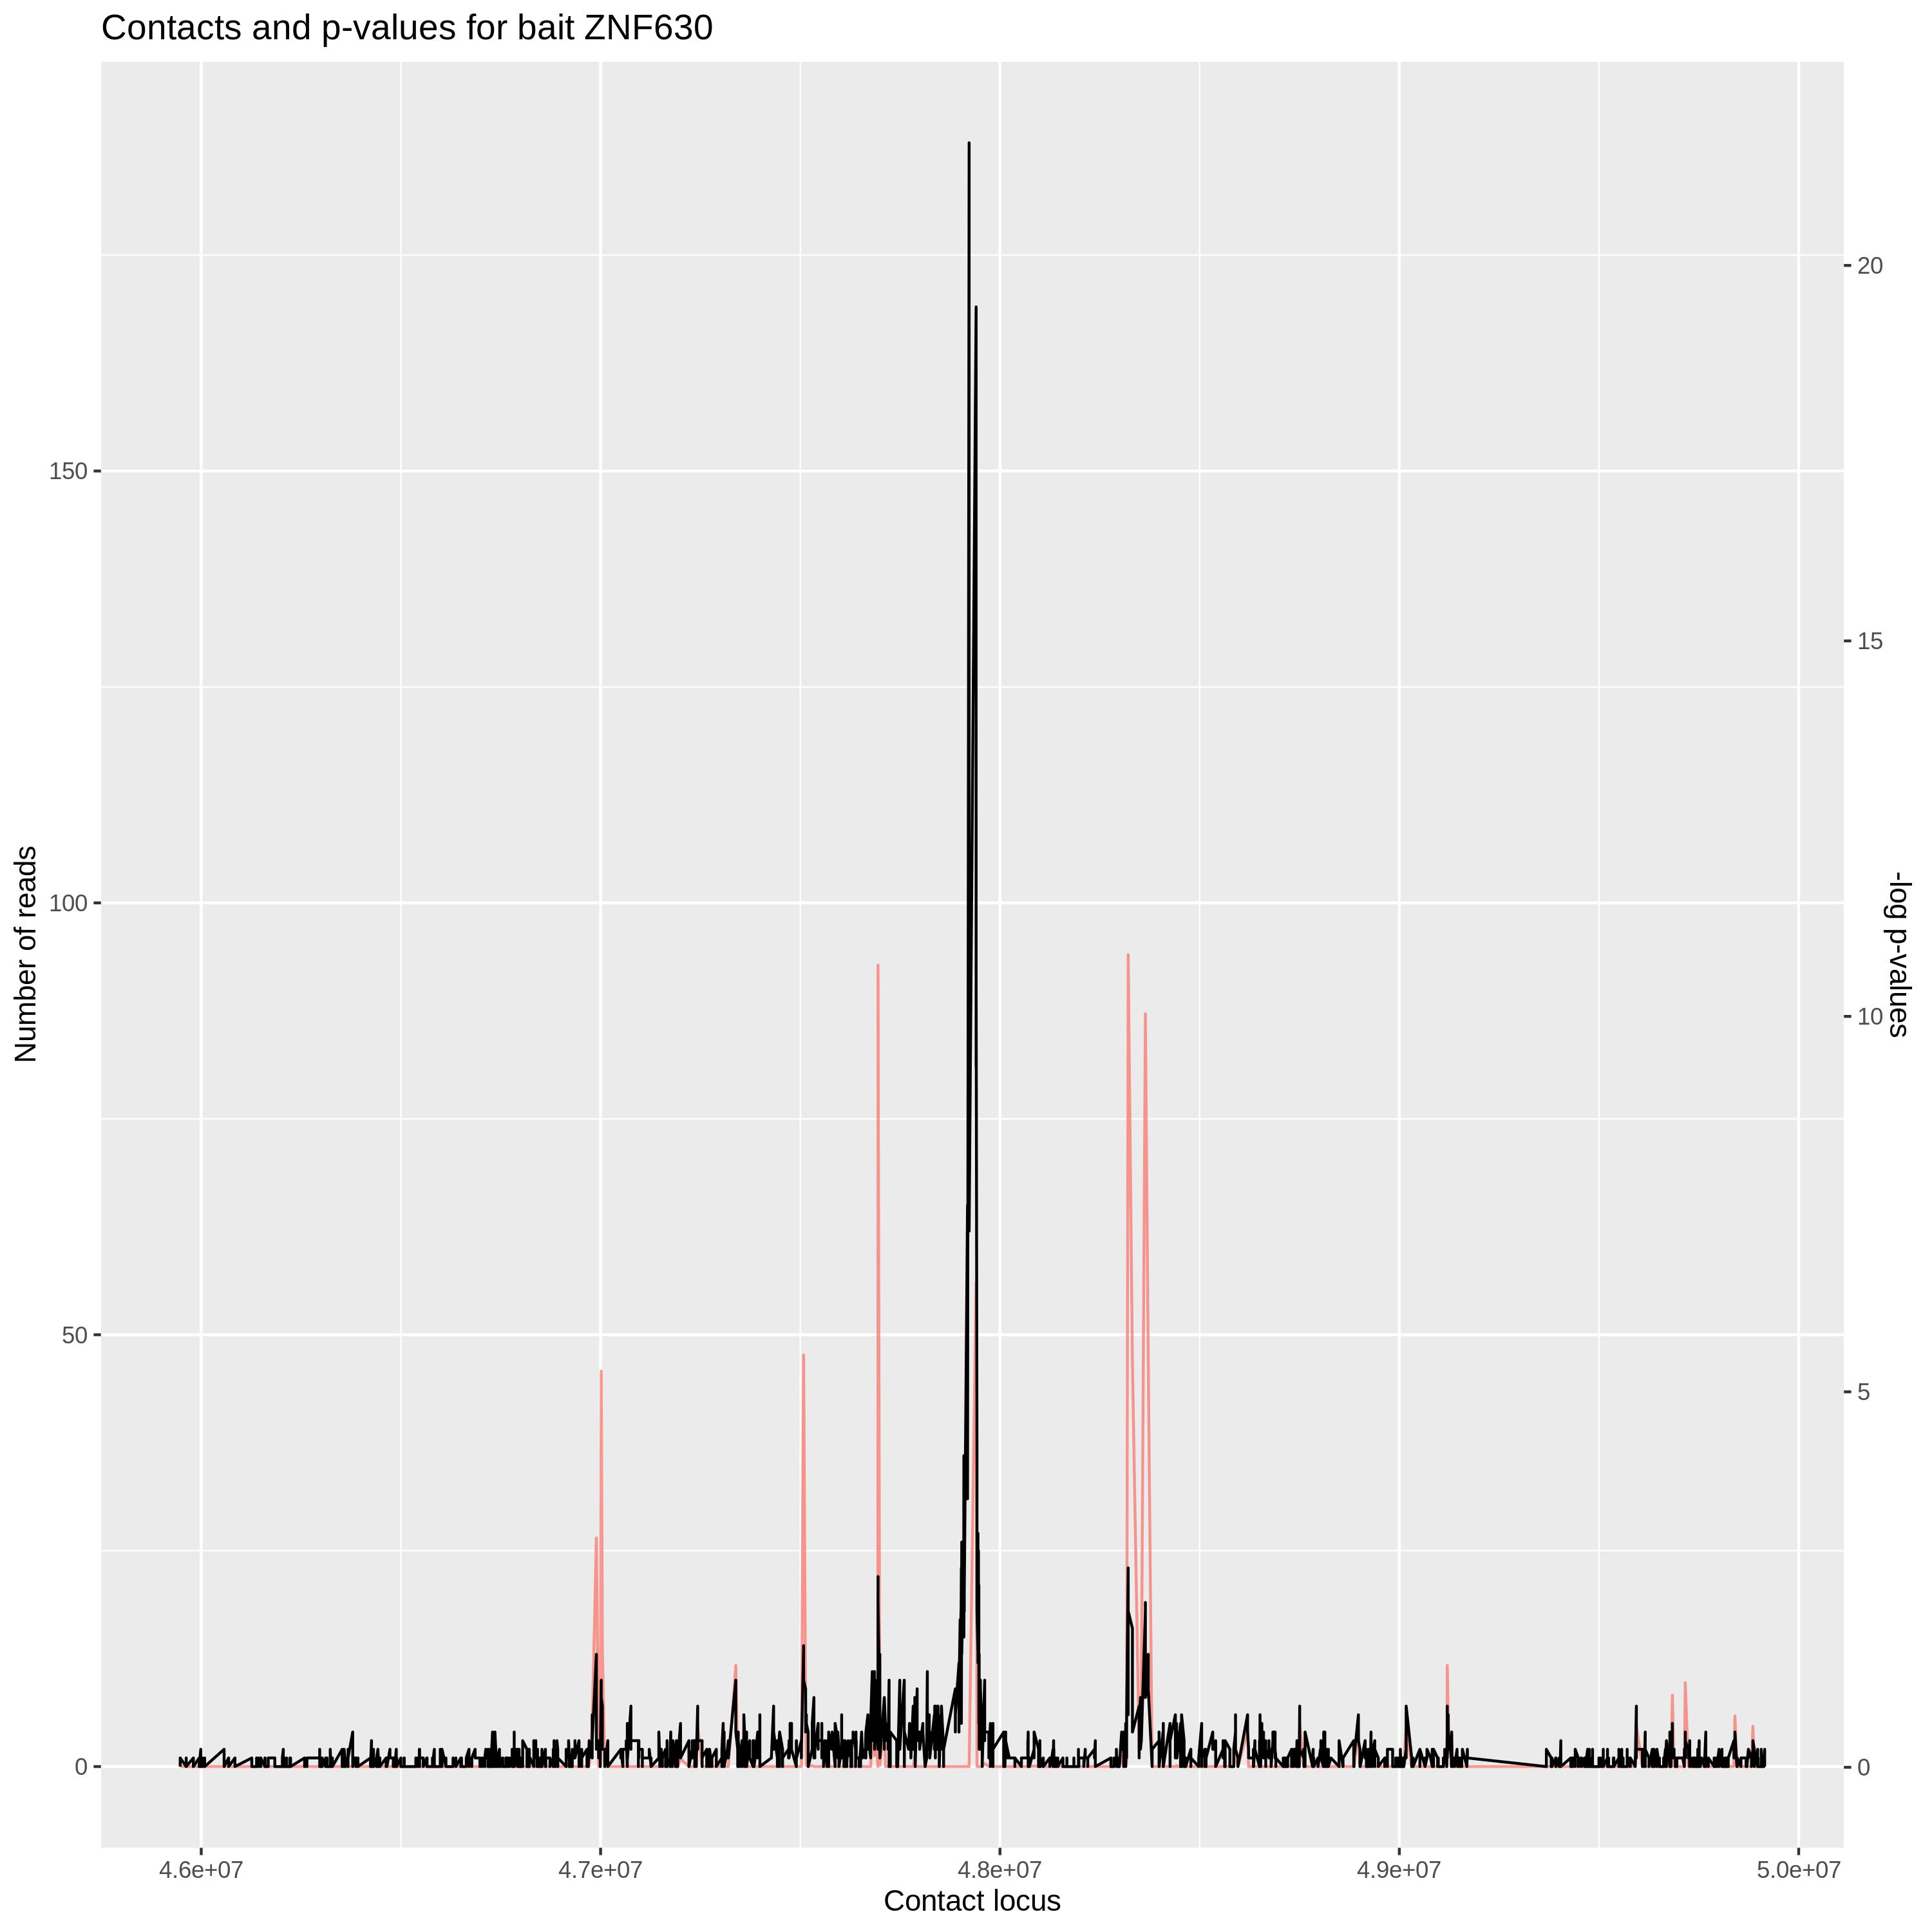 Contacts and p-values for bait ZNF630
Number of reads
150
100
50
0
20
15
10
5
0
-log p-values
4.6e+07
4.7e+07
4.8e+07
4.9e+07
5.0e+07
Contact locus